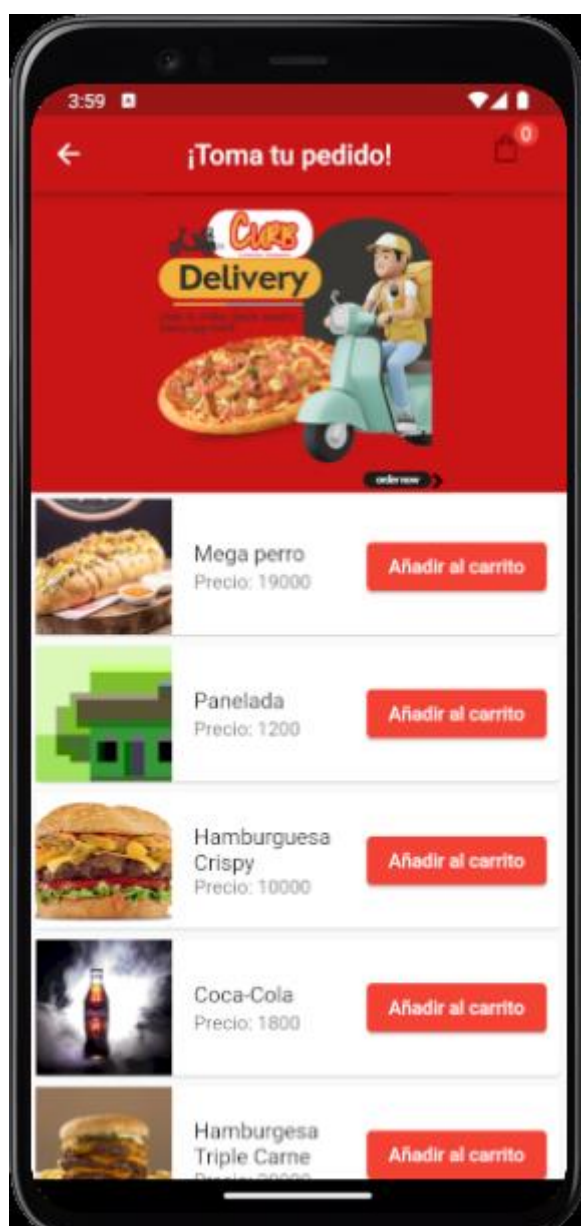 3:59
¡Toma tu pedido!
0
CURB
Delivery
order now
Mega perro
Precio: 19000
Añadir al carrito
Panelada
Precio: 1200
Añadir al carrito
Hamburguesa
Crispy
Precio: 10000
Añadir al carrito
Coca-Cola
Precio: 1800
Añadir al carrito
Hamburgesa
Triple Carne
Añadir al carrito